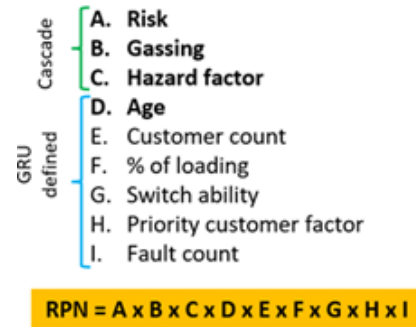 Cascade
A. Risk
B. Gassing
C. Hazard factor
GRU
defined
D. Age
E. Customer count
F. % of loading
G. Switch ability
H. Priority customer factor
I. Fault count
RPN = A x B x C x D x E x F x G x H x I